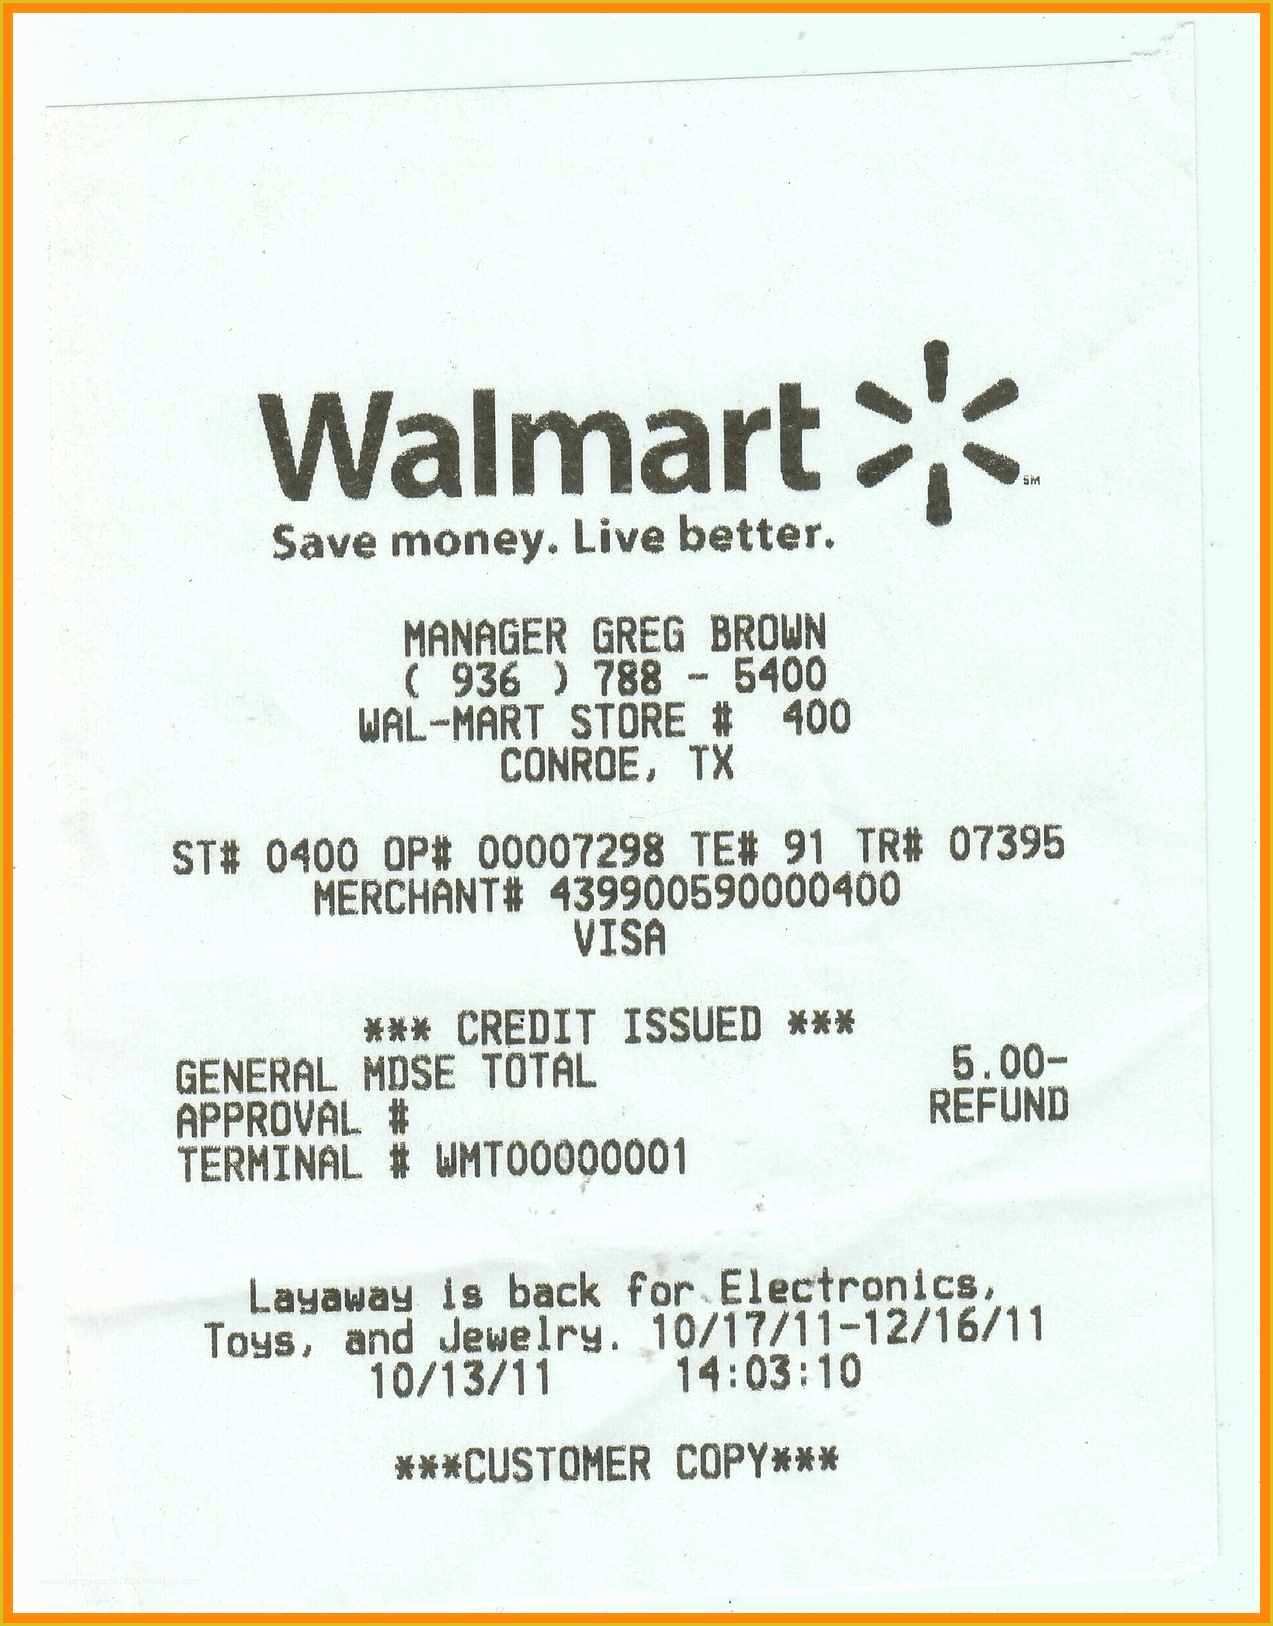 Walmart
SM
Save money. Live better.
MANAGER GREG BROWN
( 936 ) 788 - 5400
WAL-MART STORE # 400
CONROE, TX
ST# 0400 OP# 00007298 TE# 91 TR# 07395
MERCHANT# 439900590000400
VISA
*** CREDIT ISSUED ***
GENERAL MDSE TOTAL 5.00-
APPROVAL # REFUND
TERMINAL # WMT00000001
Layaway is back for Electronics,
Toys, and Jewelry. 10/17/11-12/16/11
10/13/11 14:03:10
***CUSTOMER COPY***